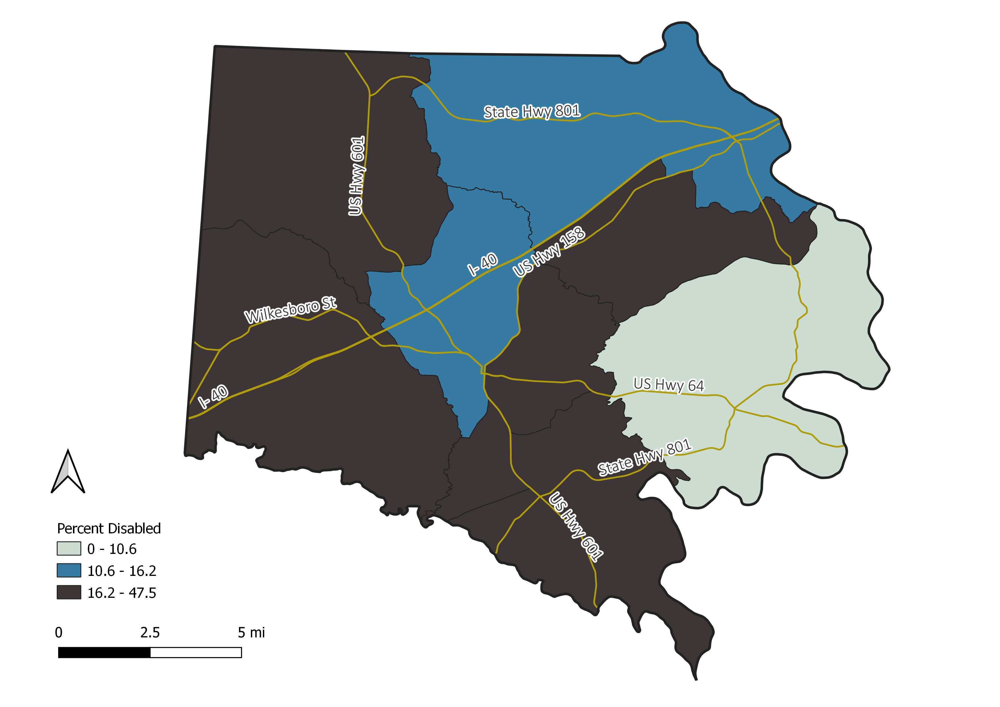 State Hwy 801
US Hwy 601
US Hwy 158
I- 40
Wilkesboro St
I- 40
US Hwy 64
State Hwy 801
US Hwy 601
Percent Disabled
0 - 10.6
10.6 - 16.2
16.2 - 47.5
0 2.5 5 mi